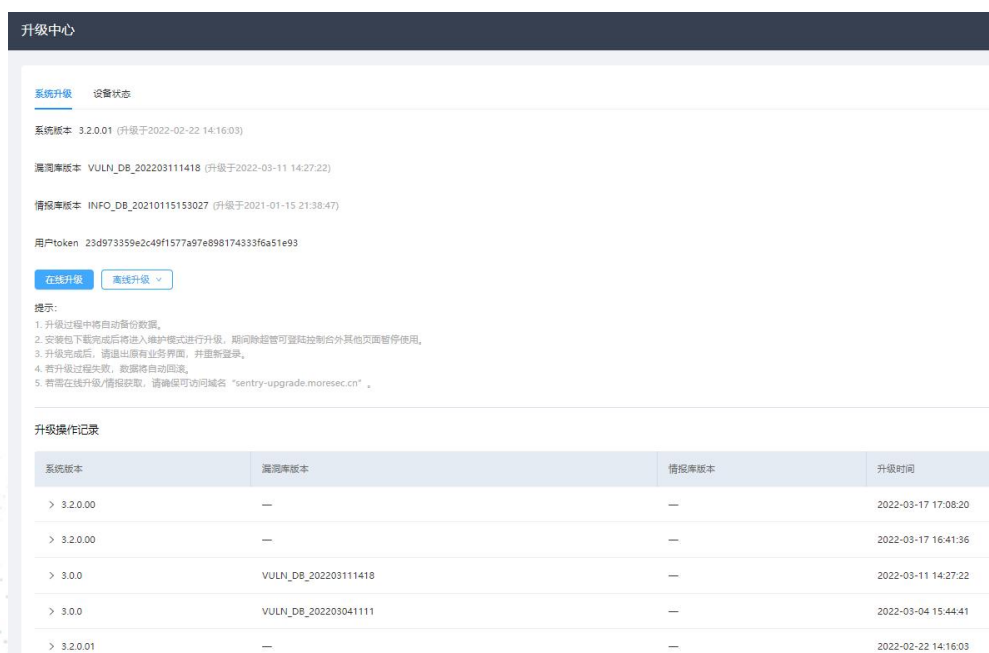 升级中心
系统升级 设备状态
系统版本 3.2.0.01 (升级于2022-02-22 14:16:03)
漏洞库版本 VULN_DB_202203111418 (升级于2022-03-11 14:27:22)
情报库版本 INFO_DB_20210115153027 (升级于2021-01-15 21:38:47)
用户token 23d973359e2c49f1577a97e898174333f6a51e93
在线升级 离线升级
提示:
1. 升级过程中将自动备份数据。
2. 安装包下载完成后将进入维护模式进行升级，期间除超管可登陆控制台外其他页面暂停使用。
3. 升级完成后，请退出原有业务界面，并重新登录。
4. 若升级过程失败，数据将自动回滚。
5. 若需在线升级/情报获取，请确保可访问域名“sentry-upgrade.moresec.cn”。
升级操作记录
系统版本 漏洞库版本 情报库版本 升级时间
> 3.2.0.00 — — 2022-03-17 17:08:20
> 3.2.0.00 — — 2022-03-17 16:41:36
> 3.0.0 VULN_DB_202203111418 — 2022-03-11 14:27:22
> 3.0.0 VULN_DB_202203041111 — 2022-03-04 15:44:41
> 3.2.0.01 — — 2022-02-22 14:16:03